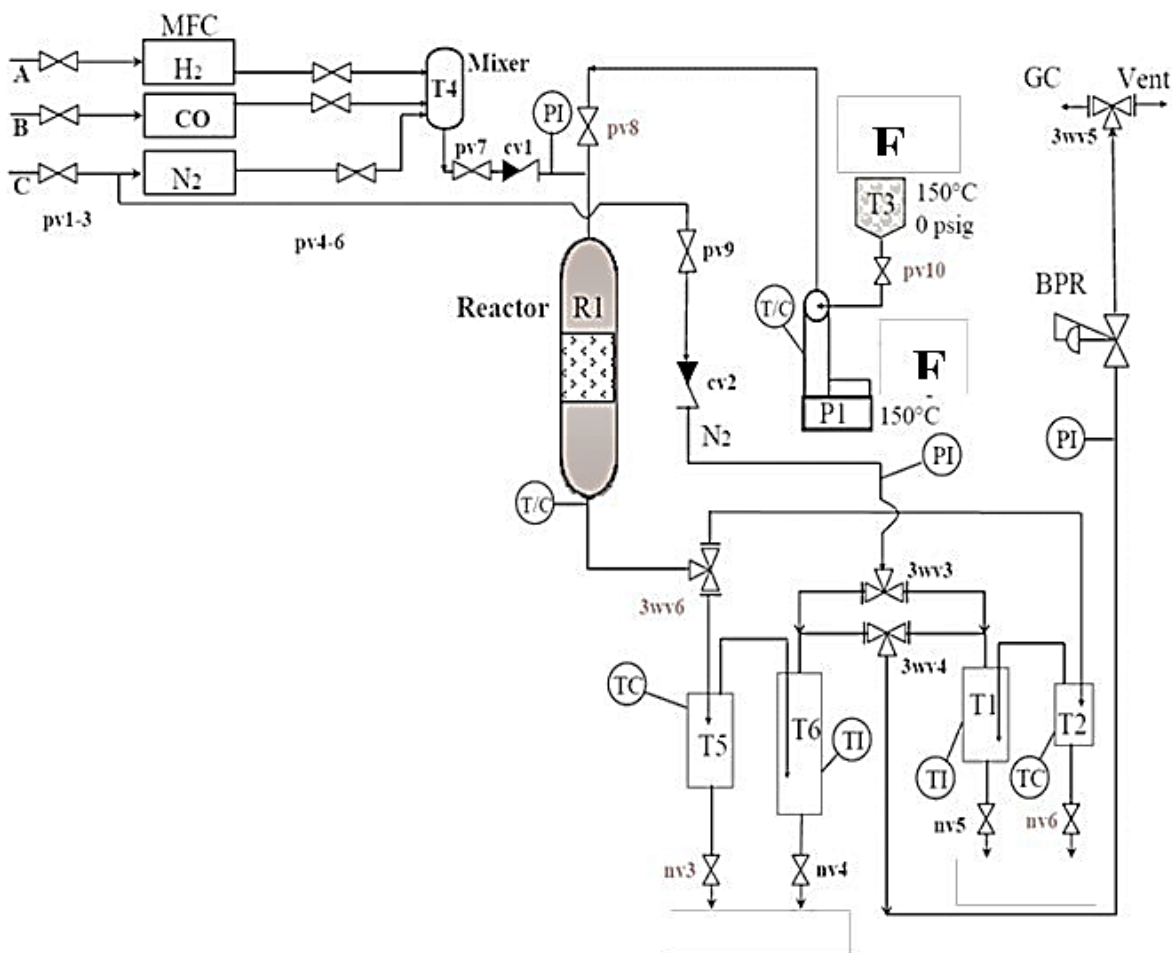 MFC
A
H₂
T4
Mixer
B
CO
C
N₂
pv1-3
pv4-6
pv7
cv1
PI
pv8
F
T3
150°C
0 psig
pv10
GC
Vent
3wv5
pv9
Reactor
R1
T/C
F
BPR
cv2
P1
150°C
N₂
PI
PI
T/C
3wv6
3wv3
3wv4
TC
T5
T6
TI
T1
T2
TI
TC
nv5
nv6
nv3
nv4